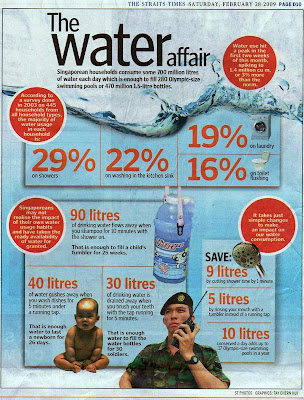 THE STRAITS TIMES SATURDAY, FEBRUARY 28 2009 PAGE D10
The
water affair
Singaporean households consume some 700 million litres
of water each day which is enough to fill 280 Olympic-size
swimming pools or 470 million 1.5-litre bottles.
Water use hit
a peak in the
first two weeks
of this month,
spiking to
1.4 million cu m,
or 3% more
than the
norm.
According to
a survey done
in 2003 on 445
households from
all household types,
the majority of
water usage
in each
household
is:
29%
on showers
22%
on washing in the kitchen sink
19%
on laundry
16%
on toilet
flushing
Singaporeans
may not
realise the impact
of their own water
usage habits and
have taken the
ready availability
of water for
granted.
90 litres
of drinking water flows away when
you shampoo for 10 minutes with
the shower on.
That is enough to fill a child's
tumbler for 25 weeks.
It takes just
simple changes
to make
an impact on
our water
consumption.
SAVE:
9 litres
by cutting shower time by 1 minute
40 litres
of water gushes away when
you wash dishes for
5 minutes under
a running tap.
That is enough
water to last
a newborn for
26 days.
30 litres
of drinking water is
drained away when
you brush your teeth
with the tap running
for 5 minutes.
That is enough
water to fill the
water bottles
for 30
soldiers.
5 litres
by rinsing your mouth with a
tumbler instead of a running tap
10 litres
conserved a day adds up to
17 Olympic-size swimming
pools in a year
ST PHOTOS GRAPHICS: TAY CHERN HUI